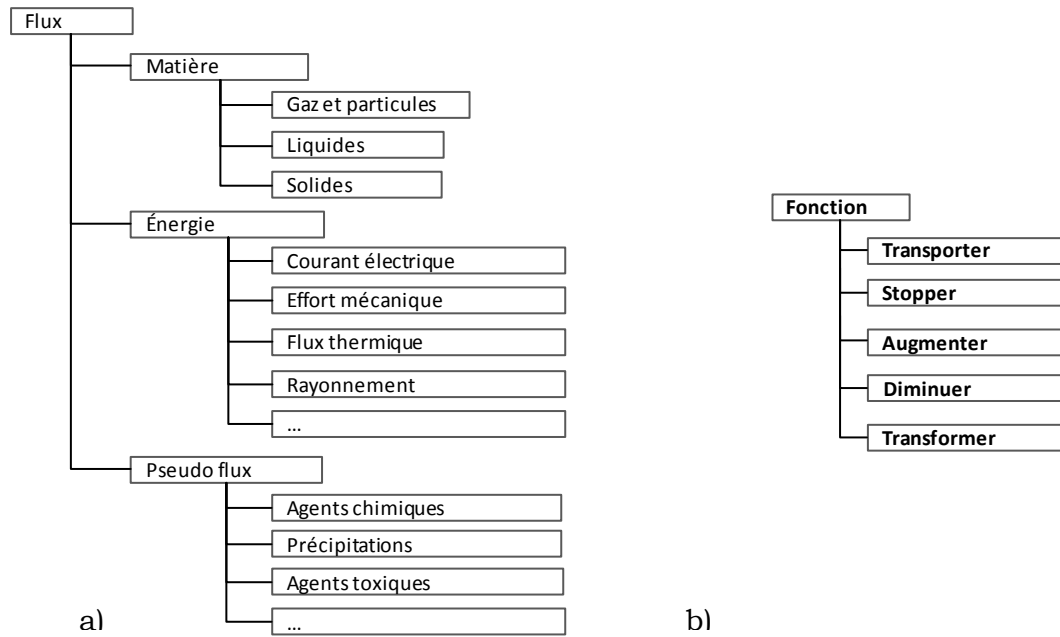 Flux
Matière
Gaz et particules
Liquides
Solides
Énergie
Courant électrique
Effort mécanique
Flux thermique
Rayonnement
...
Pseudo flux
Agents chimiques
Précipitations
Agents toxiques
...
a)
Fonction
Transporter
Stopper
Augmenter
Diminuer
Transformer
b)